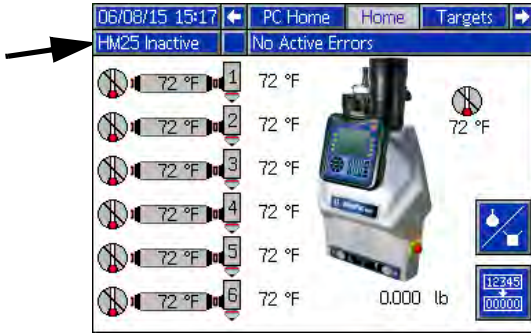 06/08/15 15:17 PC Home Home Targets
HM25 Inactive No Active Errors
72 °F 1 72 °F
72 °F
72 °F 2 72 °F
72 °F 3 72 °F
72 °F 4 72 °F
72 °F 5 72 °F
72 °F 6 72 °F
0.000 lb
12345
00000